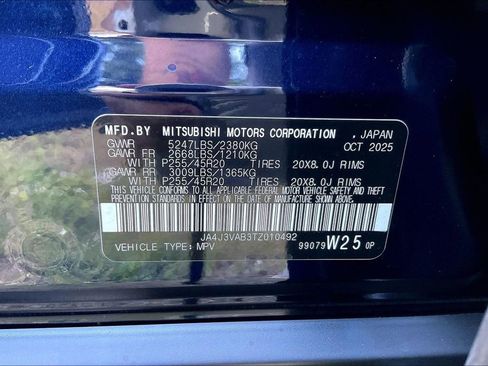 MFD.BY MITSUBISHI MOTORS CORPORATION , JAPAN
GVWR 5247LBS/2380KG OCT 2025
GAWR FR 2668LBS/1210KG
WITH P255/45R20 TIRES 20X8.0J RIMS
GAWR RR 3009LBS/1365KG
WITH P255/45R20 TIRES 20X8.0J RIMS
THIS VEHICLE CONFORMS TO ALL APPLICABLE FEDERAL MOTOR VEHICLE
SAFETY, BUMPER, AND THEFT PREVENTION STANDARDS IN EFFECT
ON THE DATE OF MANUFACTURE SHOWN ABOVE.
JA4J3VAB3TZ010492
VEHICLE TYPE: MPV 99079 W25 0P